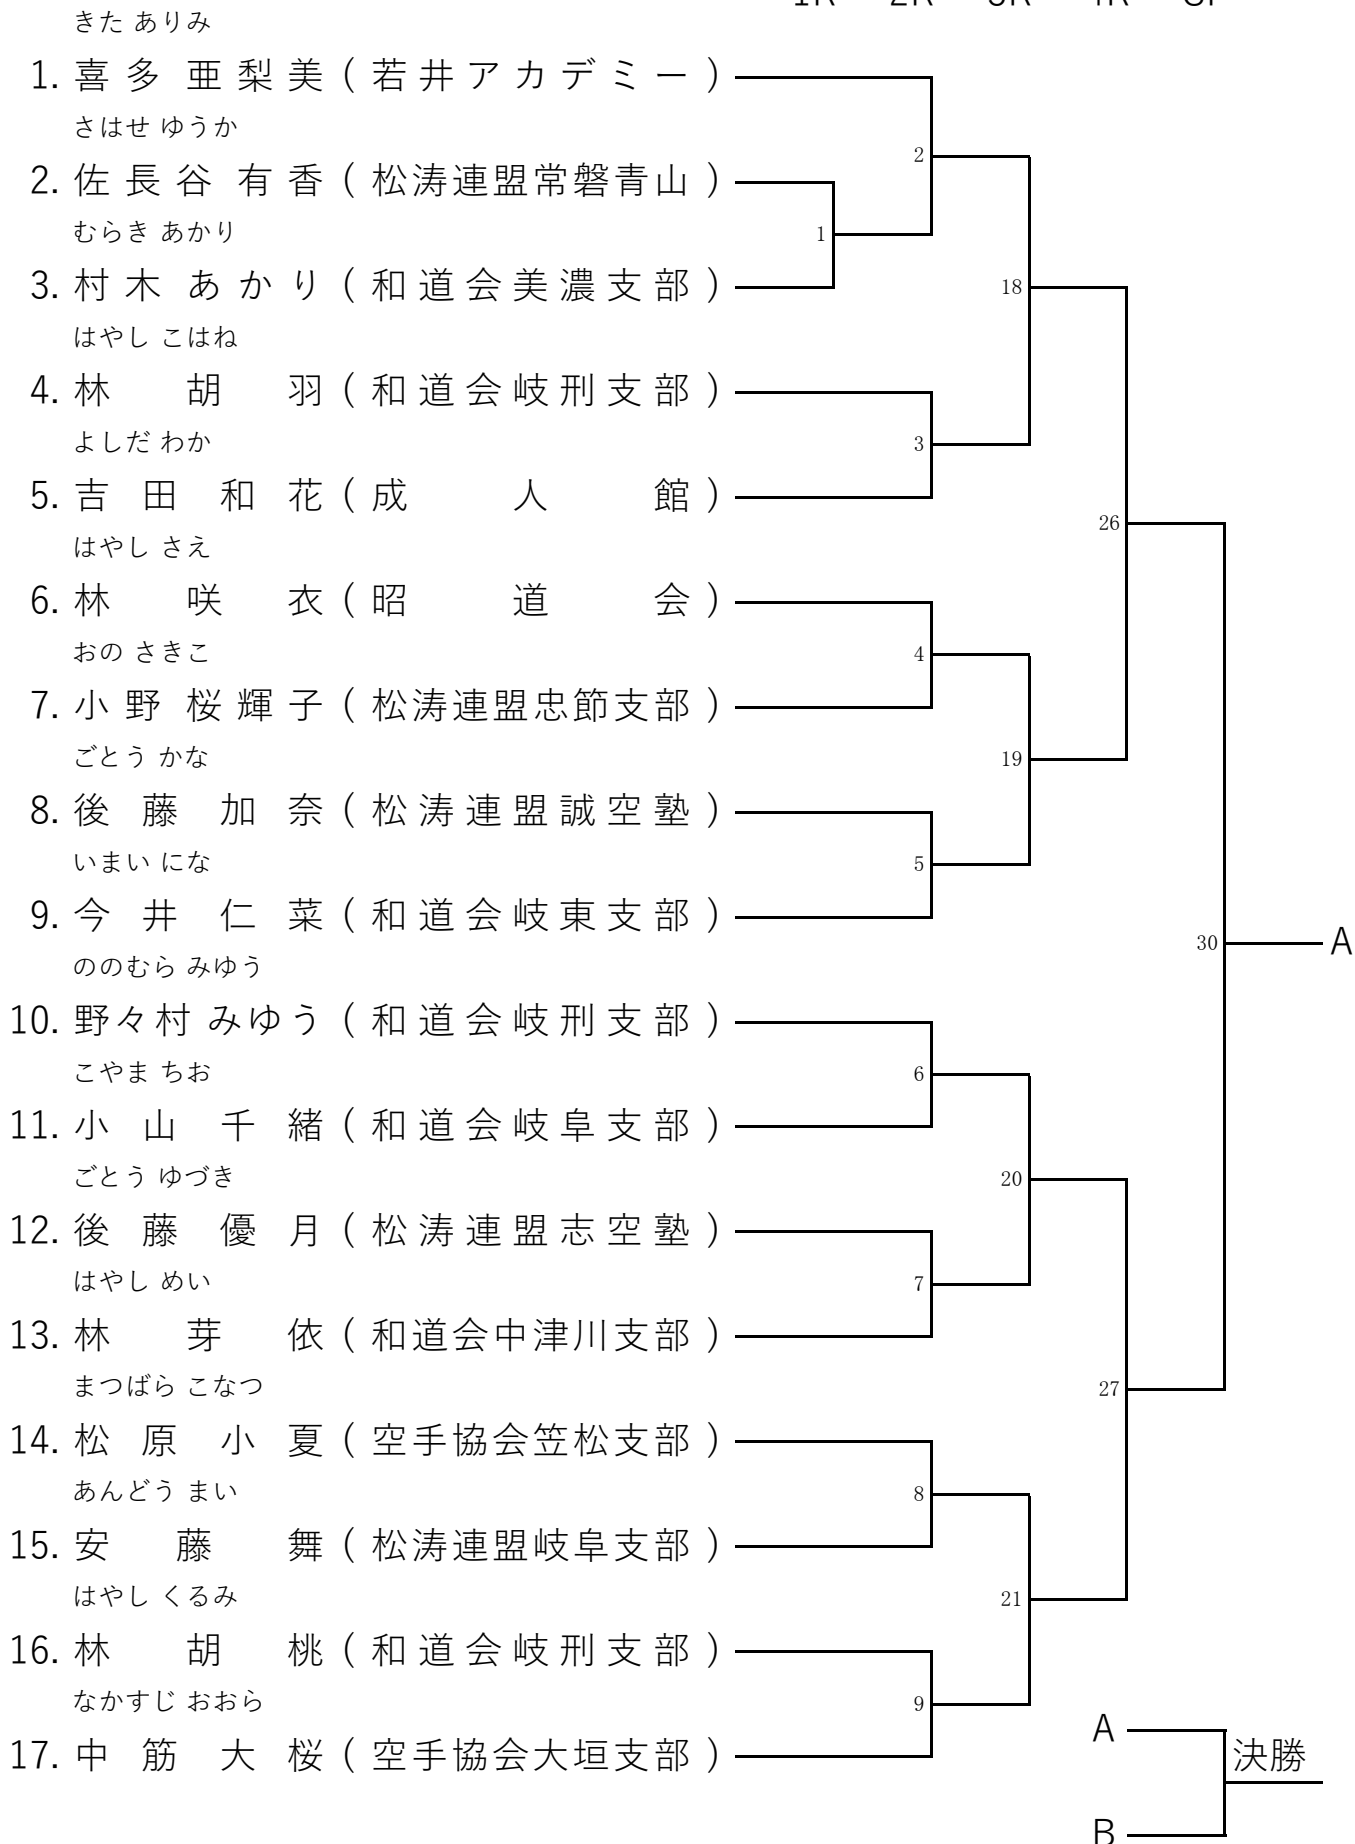 1R 2R 3R 4R SF
きた ありみ
1. 喜多 亜梨美 ( 若井アカデミー )
さはせ ゆうか
2. 佐長谷 有香 ( 松涛連盟常磐青山 )
2
むらき あかり
1
3. 村木 あかり ( 和道会美濃支部 )
18
はやし こはね
4. 林 胡羽 ( 和道会岐刑支部 )
よしだ わか
3
5. 吉田 和花 ( 成人館 )
26
はやし さえ
6. 林 咲衣 ( 昭道会 )
おの さきこ
4
7. 小野 桜輝子 ( 松涛連盟忠節支部 )
ごとう かな
19
8. 後藤 加奈 ( 松涛連盟誠空塾 )
いまい にな
5
9. 今井 仁菜 ( 和道会岐東支部 )
30 A
ののむら みゆう
10. 野々村 みゆう ( 和道会岐刑支部 )
こやま ちお
6
11. 小山 千緒 ( 和道会岐阜支部 )
ごとう ゆづき
20
12. 後藤 優月 ( 松涛連盟志空塾 )
はやし めい
7
13. 林 芽依 ( 和道会中津川支部 )
まつばら こなつ
27
14. 松原 小夏 ( 空手協会笠松支部 )
あんどう まい
8
15. 安藤 舞 ( 松涛連盟岐阜支部 )
はやし くるみ
21
16. 林 胡桃 ( 和道会岐刑支部 )
なかすじ おおら
9
17. 中筋 大桜 ( 空手協会大垣支部 )
A
決勝
B